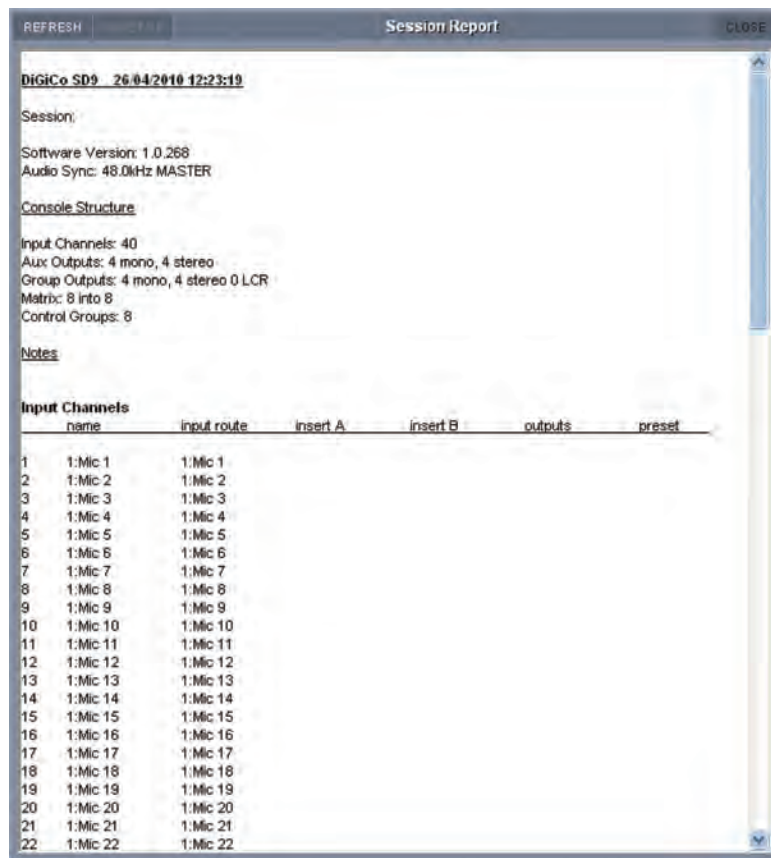 REFRESH Session Report CLOSE
DiGiCo SD9 26/04/2010 12:23:19
Session:
Software Version: 1.0.268
Audio Sync: 48.0kHz MASTER
Console Structure
Input Channels: 40
Aux Outputs: 4 mono, 4 stereo
Group Outputs: 4 mono, 4 stereo 0 LCR
Matrix: 8 into 8
Control Groups: 8
Notes
Input Channels
name input route insert A insert B outputs preset
1 1:Mic 1 1:Mic 1
2 1:Mic 2 1:Mic 2
3 1:Mic 3 1:Mic 3
4 1:Mic 4 1:Mic 4
5 1:Mic 5 1:Mic 5
6 1:Mic 6 1:Mic 6
7 1:Mic 7 1:Mic 7
8 1:Mic 8 1:Mic 8
9 1:Mic 9 1:Mic 9
10 1:Mic 10 1:Mic 10
11 1:Mic 11 1:Mic 11
12 1:Mic 12 1:Mic 12
13 1:Mic 13 1:Mic 13
14 1:Mic 14 1:Mic 14
15 1:Mic 15 1:Mic 15
16 1:Mic 16 1:Mic 16
17 1:Mic 17 1:Mic 17
18 1:Mic 18 1:Mic 18
19 1:Mic 19 1:Mic 19
20 1:Mic 20 1:Mic 20
21 1:Mic 21 1:Mic 21
22 1:Mic 22 1:Mic 22